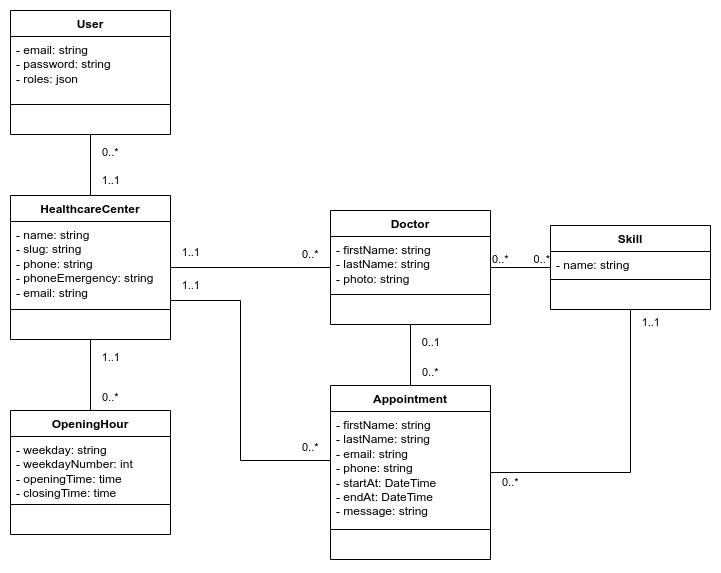 User
- email: string
- password: string
- roles: json
0..*
1..1
HealthcareCenter
- name: string
- slug: string
- phone: string
- phoneEmergency: string
- email: string
1..1
0..*
1..1
Doctor
- firstName: string
- lastName: string
- photo: string
0..*
0..*
Skill
- name: string
1..1
0..1
0..*
1..1
0..*
OpeningHour
- weekday: string
- weekdayNumber: int
- openingTime: time
- closingTime: time
0..*
Appointment
- firstName: string
- lastName: string
- email: string
- phone: string
- startAt: DateTime
- endAt: DateTime
- message: string
0..*